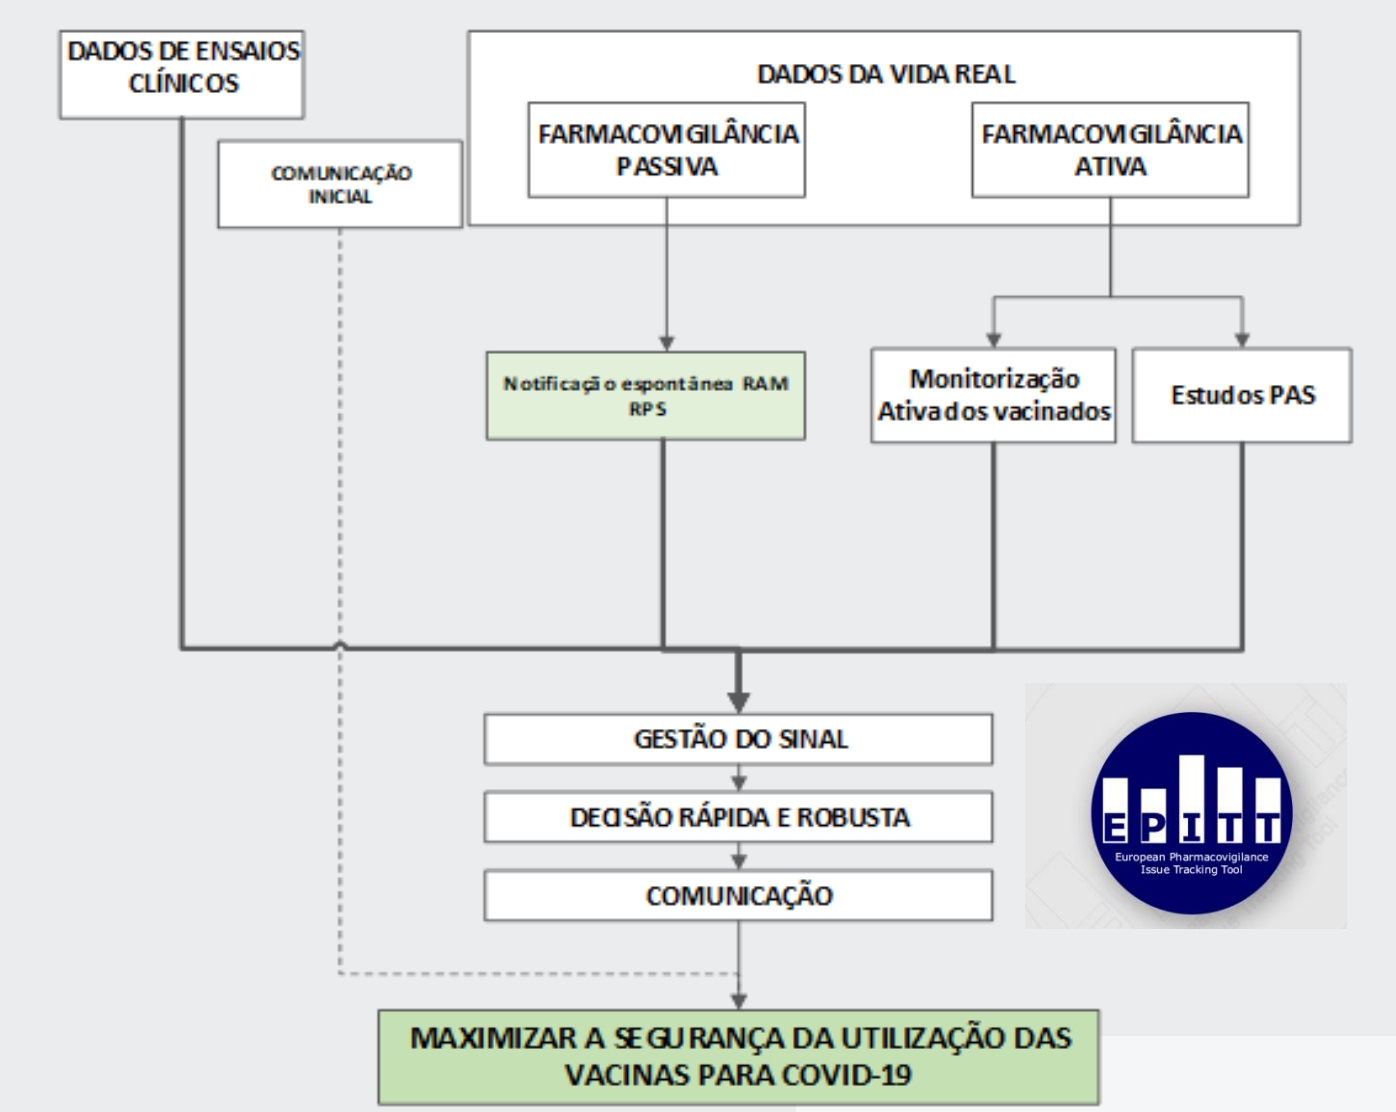 DADOS DE ENSAIOS
CLÍNICOS
DADOS DA VIDA REAL
COMUNICAÇÃO
INICIAL
FARMACOVIGILÂNCIA
PASSIVA
FARMACOVIGILÂNCIA
ATIVA
Notificação espontânea RAM
RPS
Monitorização
Ativa dos vacinados
Estudos PAS
GESTÃO DO SINAL
DECISÃO RÁPIDA E ROBUSTA
COMUNICAÇÃO
EPITT
European Pharmacovigilance
Issue Tracking Tool
MAXIMIZAR A SEGURANÇA DA UTILIZAÇÃO DAS
VACINAS PARA COVID-19